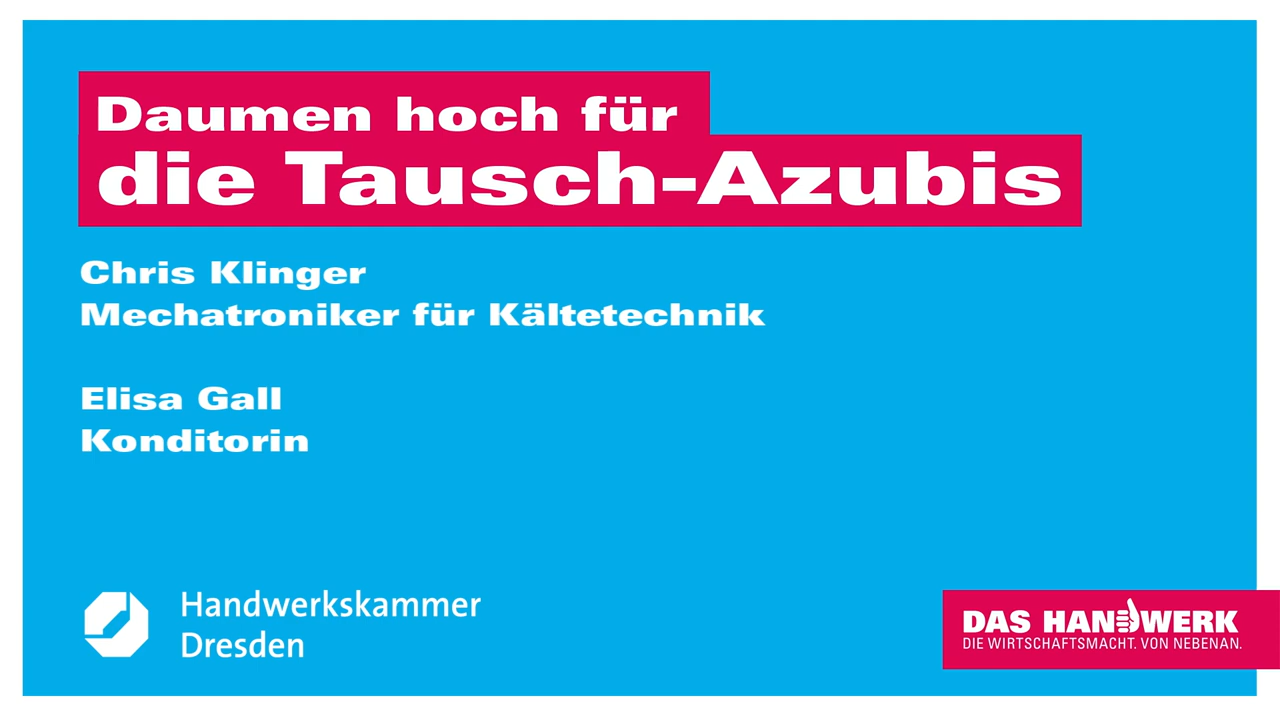 Daumen hoch für
die Tausch-Azubis
Chris Klinger
Mechatroniker für Kältetechnik
Elisa Gall
Konditorin
Handwerkskammer
Dresden
DAS HANDWERK
DIE WIRTSCHAFTSMACHT. VON NEBENAN.